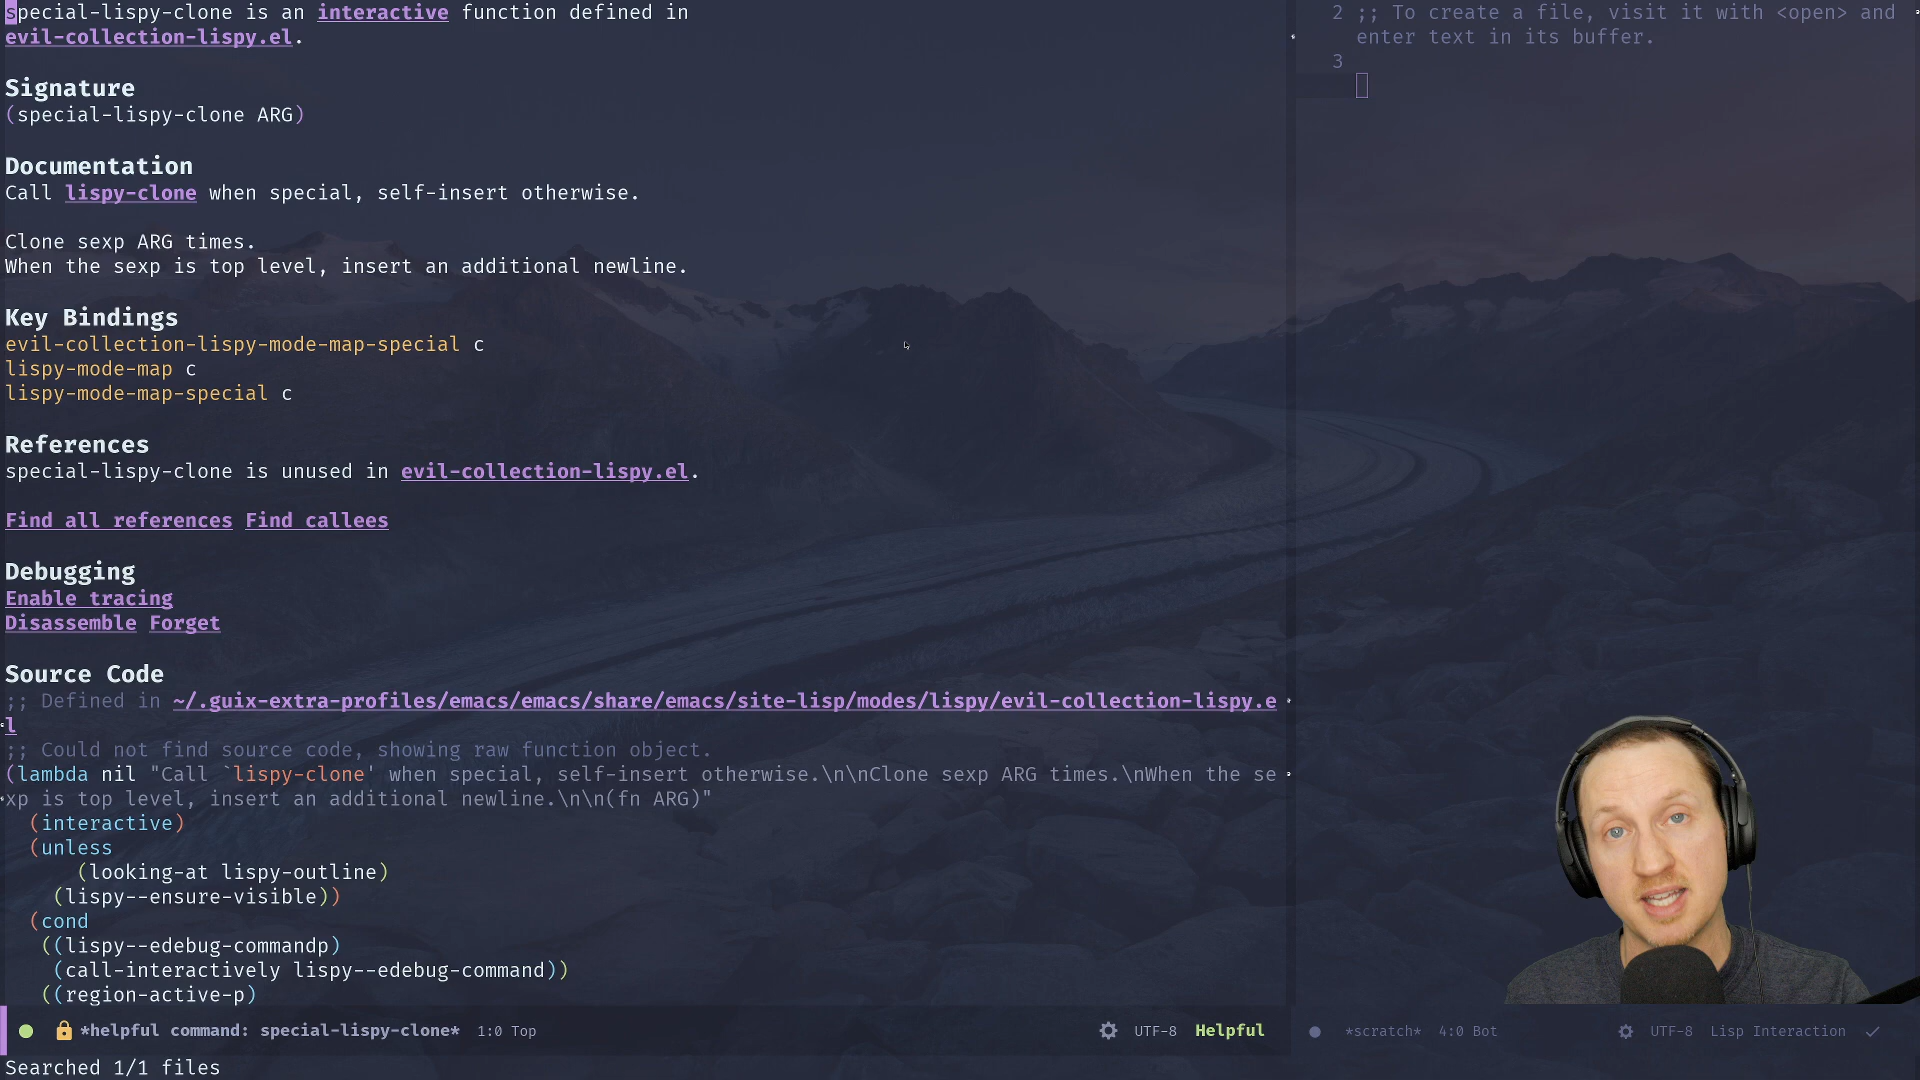 special-lispy-clone is an interactive function defined in
evil-collection-lispy.el.
Signature
(special-lispy-clone ARG)
Documentation
Call lispy-clone when special, self-insert otherwise.
Clone sexp ARG times.
When the sexp is top level, insert an additional newline.
Key Bindings
evil-collection-lispy-mode-map-special c
lispy-mode-map c
lispy-mode-map-special c
References
special-lispy-clone is unused in evil-collection-lispy.el.
Find all references Find callees
Debugging
Enable tracing
Disassemble Forget
Source Code
;; Defined in ~/.guix-extra-profiles/emacs/emacs/share/emacs/site-lisp/modes/lispy/evil-collection-lispy.e
l
;; Could not find source code, showing raw function object.
(lambda nil "Call `lispy-clone' when special, self-insert otherwise.\n\nClone sexp ARG times.\nWhen the se
xp is top level, insert an additional newline.\n\n(fn ARG)"
(interactive)
(unless
(looking-at lispy-outline)
(lispy--ensure-visible))
(cond
((lispy--edebug-commandp)
(call-interactively lispy--edebug-command))
((region-active-p)
*helpful command: special-lispy-clone* 1:0 Top UTF-8 Helpful
Searched 1/1 files
2 ;; To create a file, visit it with <open> and
enter text in its buffer.
3
*scratch* 4:0 Bot UTF-8 Lisp Interaction